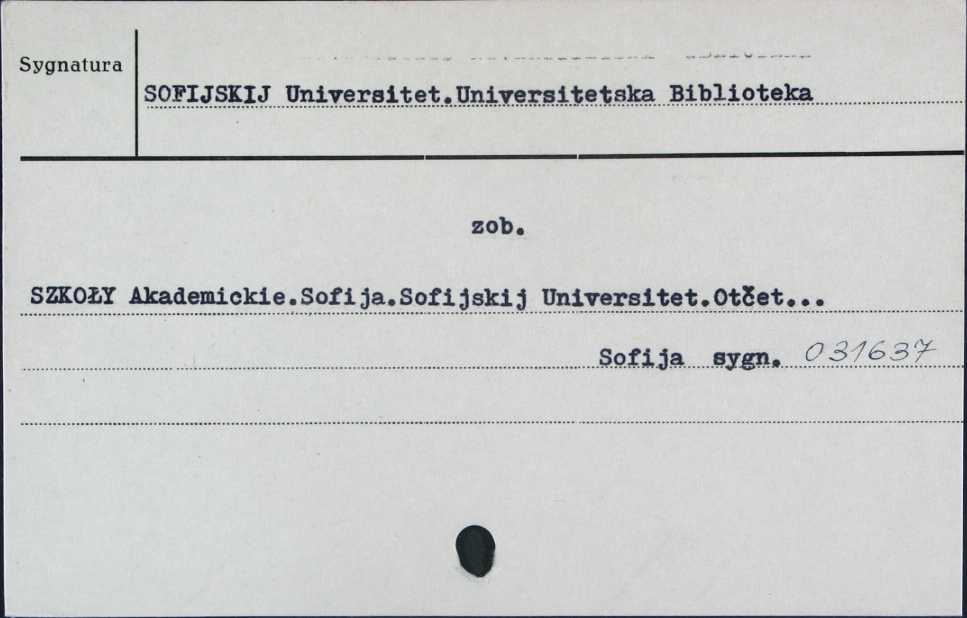 Sygnatura
SOFIJSKIJ Universitet.Universitetska Biblioteka
zob.
SZKOŁY Akademickie.Sofija.Sofijskij Universitet.Otčet...
Sofija sygn. 031637